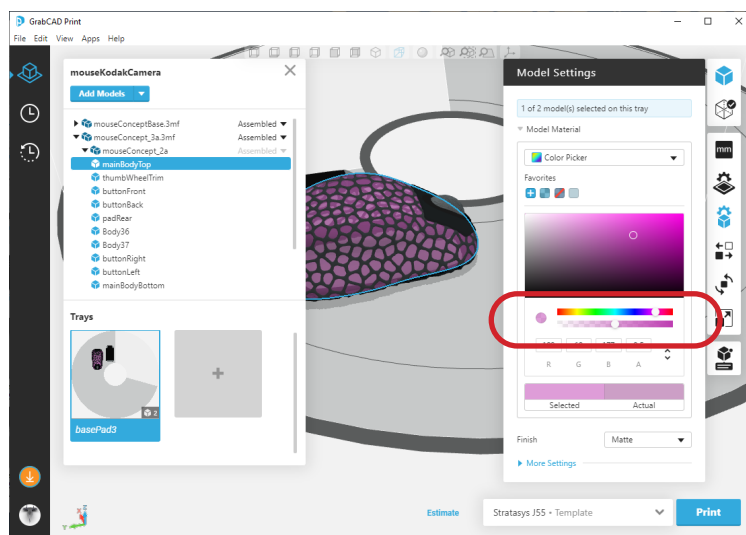 GrabCAD Print
File Edit View Apps Help
mouseKodakCamera
Add Models
mouseConceptBase.3mf Assembled
mouseConcept_3a.3mf Assembled
mouseConcept_2a Assembled
mainBodyTop
thumbWheelTrim
buttonFront
buttonBack
padRear
Body36
Body37
buttonRight
buttonLeft
mainBodyBottom
Trays
2
basePad3
Model Settings
1 of 2 model(s) selected on this tray
Model Material
Color Picker
Favorites
R G B A
Selected Actual
Finish Matte
More Settings
mm
Estimate
Stratasys J55 • Template
Print
X
Y